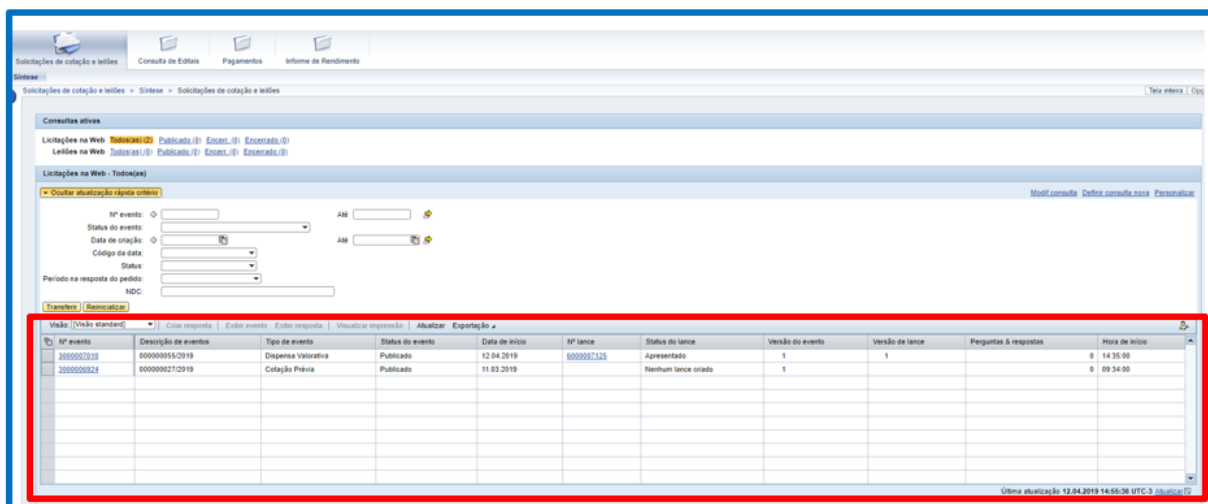 Solicitações de cotação e leilões Consulta de Editais Pagamentos Informe de Rendimento
Síntese
Solicitações de cotação e leilões > Síntese > Solicitações de cotação e leilões Tela inteira
Consultas ativas
Licitações na Web Todos(as) (2) Publicado (0) Encerr. (0) Encerrado (0)
Leilões na Web Todos(as) (0) Publicado (0) Encerr. (0) Encerrado (0)
Licitações na Web - Todos(as)
Ocultar atualização rápida critério Modif.consulta Definir consulta nova Personalizar
Nº evento: Até
Status do evento:
Data de criação: Até
Código da data:
Status:
Período na resposta do pedido:
NDC:
Transferir Reinicializar
Visão [Visão standard] Criar resposta Exibir evento Exibir resposta Visualizar impressão Atualizar Exportação
Nº evento Descrição de eventos Tipo de evento Status do evento Data de início Nº lance Status do lance Versão do evento Versão de lance Perguntas & respostas Hora de início
3000007010 000000055/2019 Dispensa Valorativa Publicado 12.04.2019 6000007125 Apresentado 1 1 0 14:35:00
3000006924 000000027/2019 Cotação Prévia Publicado 11.03.2019 Nenhum lance criado 1 0 09:34:00
Última atualização 12.04.2019 14:55:36 UTC-3 Atualizar